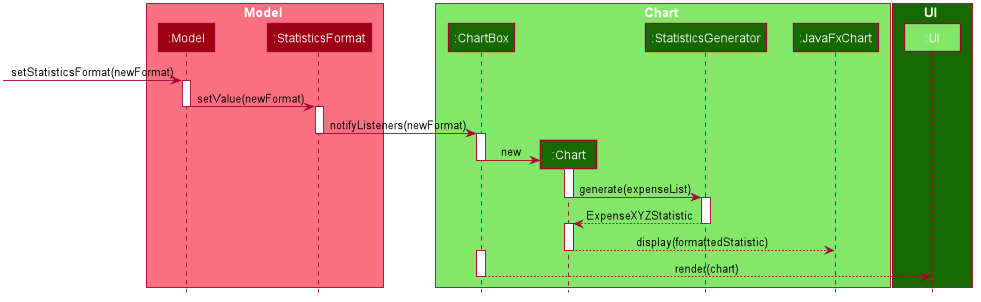 Model
Chart
UI
:Model
:StatisticsFormat
:ChartBox
:StatisticsGenerator
:JavaFxChart
:UI
setStatisticsFormat(newFormat)
setValue(newFormat)
notifyListeners(newFormat)
new
:Chart
generate(expenseList)
ExpenseXYZStatistic
display(formattedStatistic)
render(chart)